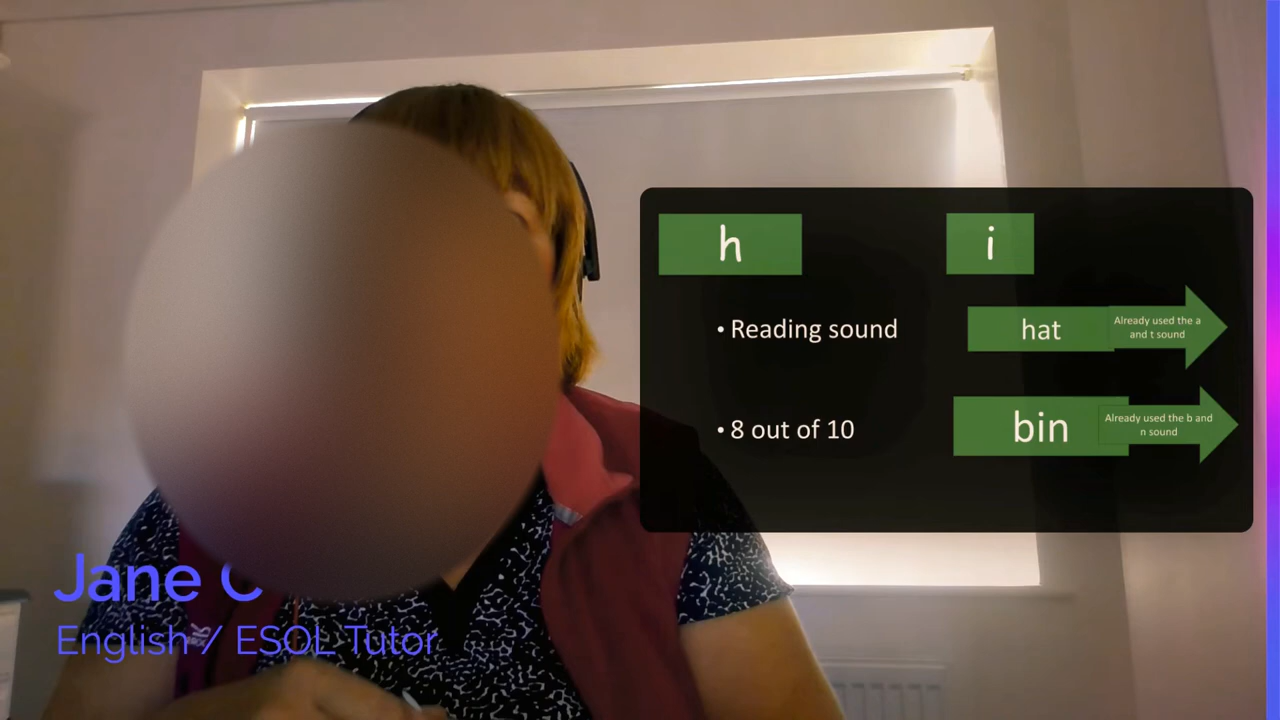 h
i
• Reading sound
hat
Already used the a
and t sound
• 8 out of 10
bin
Already used the b and
n sound
Jane
English / ESOL Tutor